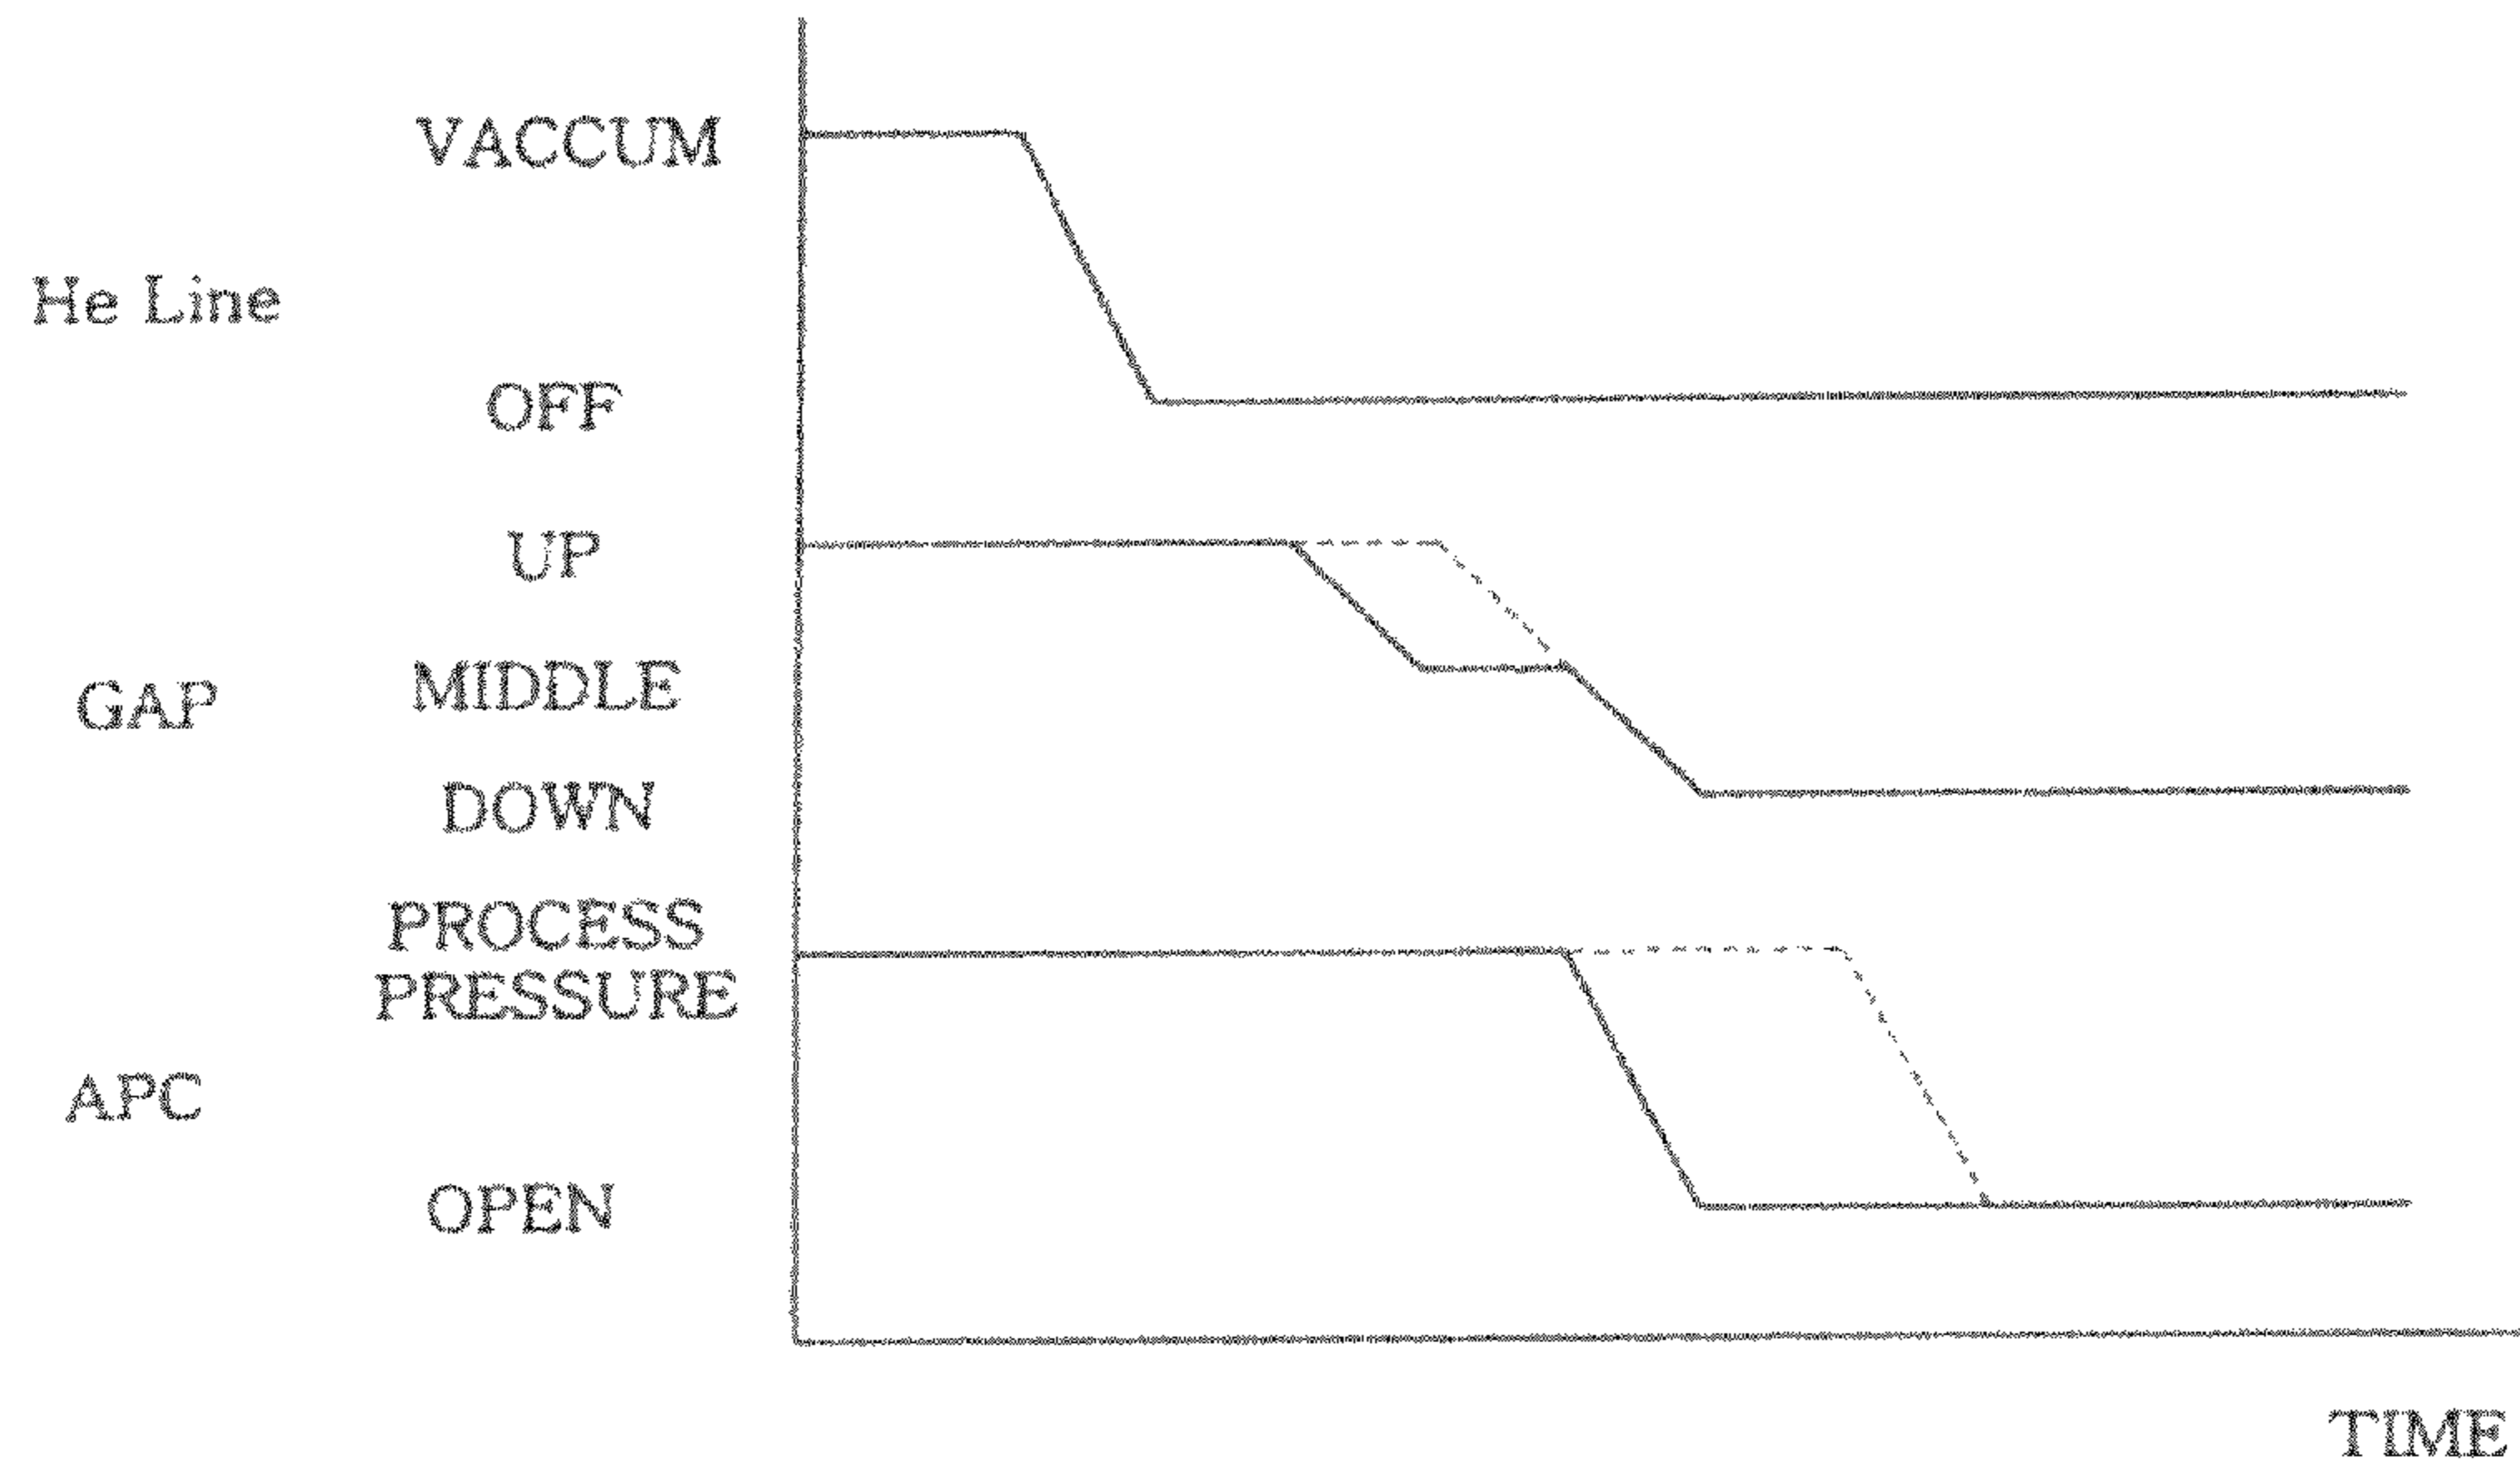 VACCUM
He Line
OFF
UP
MIDDLE
GAP
DOWN
PROCESS
PRESSURE
APC
OPEN
TIME